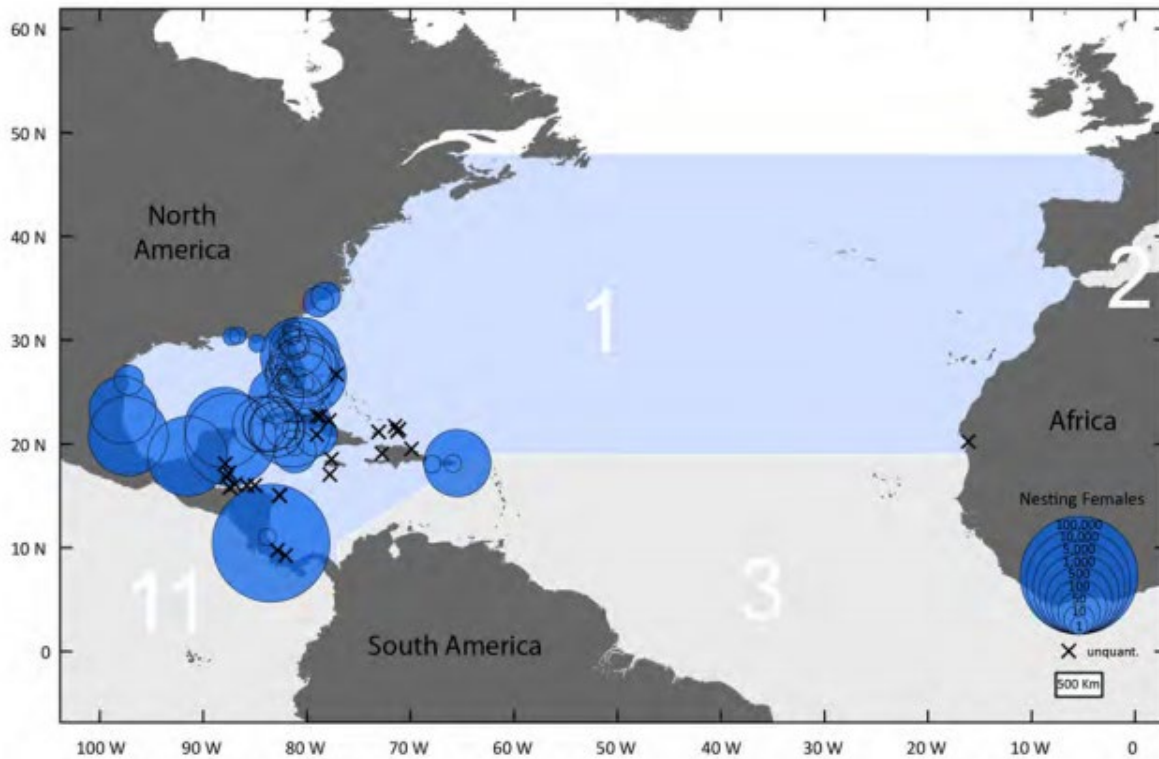 60 N
50 N
40 N
30 N
20 N
10 N
0
North
America
1
2
Africa
Nesting Females
100,000
10,000
5,000
1,000
500
100
50
10
1
11
3
South America
× unquant.
500 Km
100 W 90 W 80 W 70 W 60 W 50 W 40 W 30 W 20 W 10 W 0